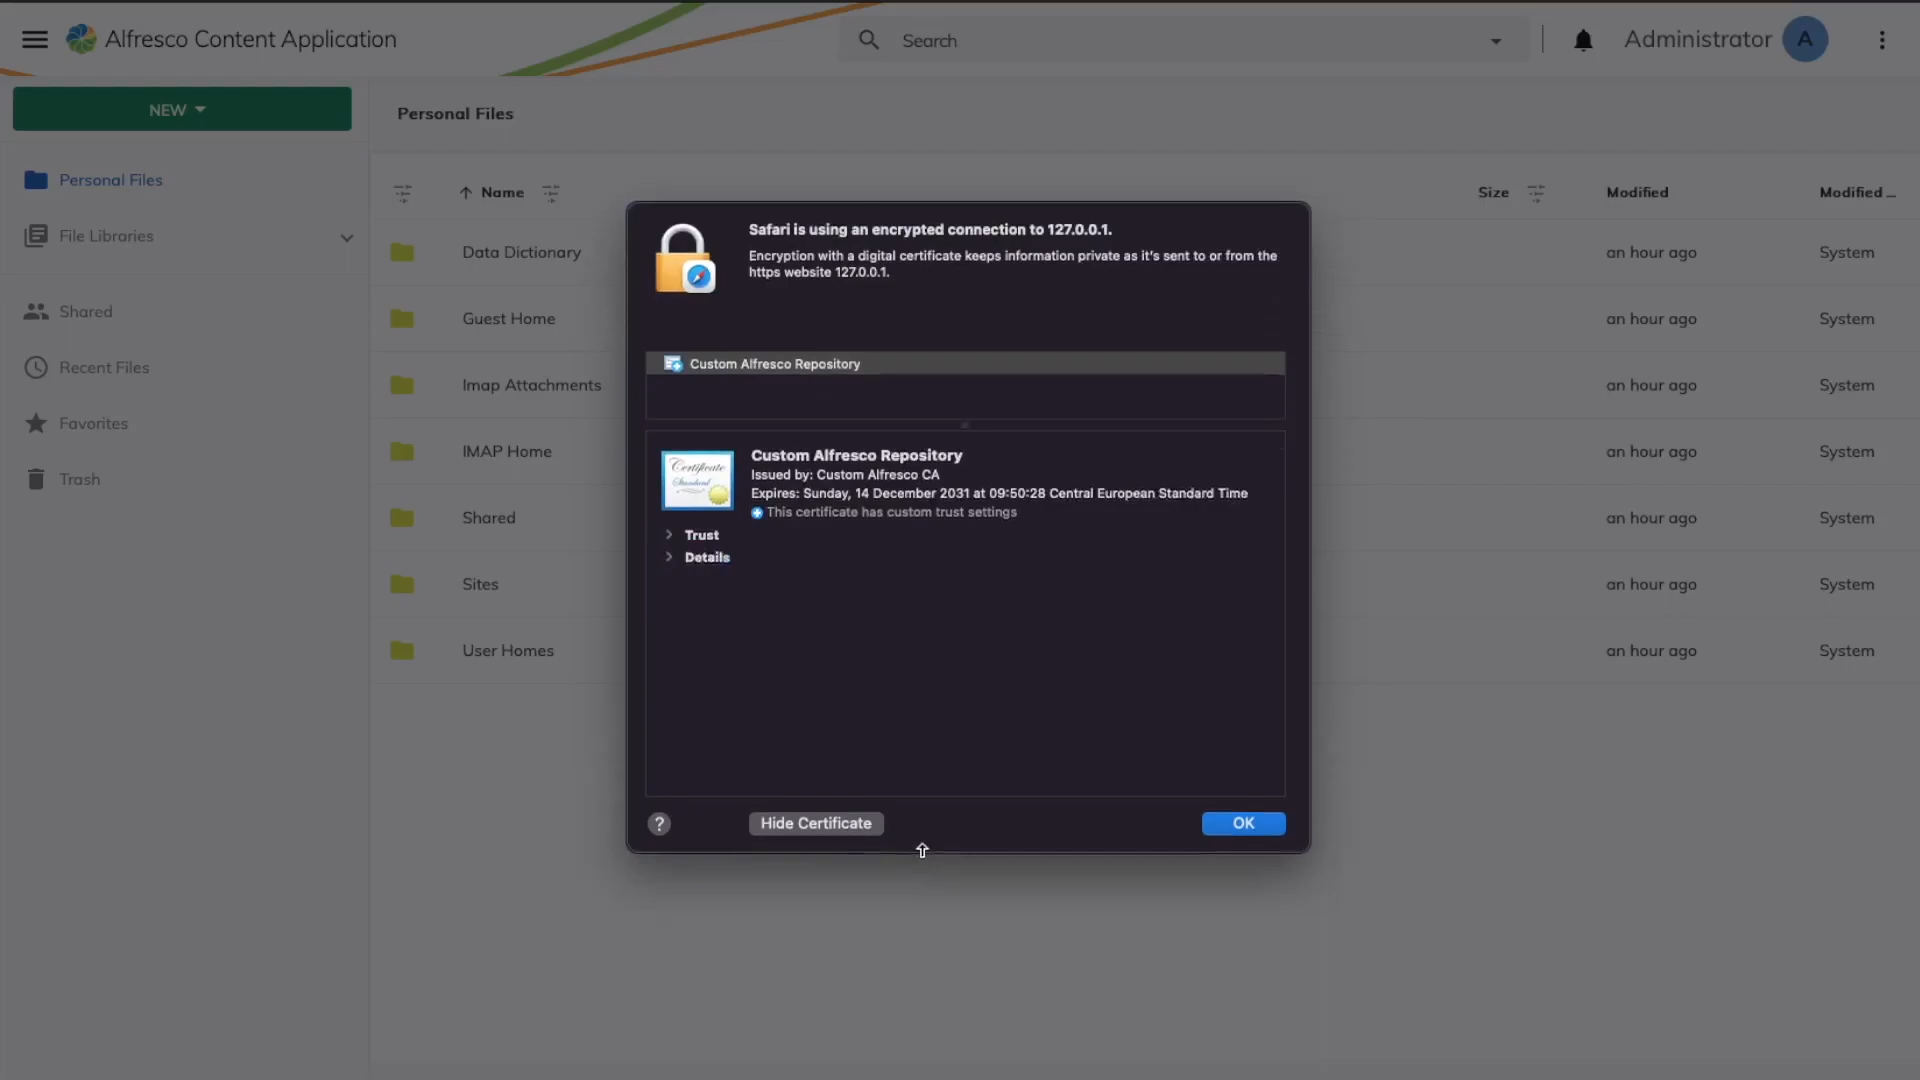 Alfresco Content Application
Search
Administrator
A
NEW
Personal Files
Personal Files
File Libraries
Shared
Recent Files
Favorites
Trash
Name
Size
Modified
Modified ...
Data Dictionary
an hour ago
System
Guest Home
an hour ago
System
Imap Attachments
an hour ago
System
IMAP Home
an hour ago
System
Shared
an hour ago
System
Sites
an hour ago
System
User Homes
an hour ago
System
Safari is using an encrypted connection to 127.0.0.1.
Encryption with a digital certificate keeps information private as it's sent to or from the
https website 127.0.0.1.
Custom Alfresco Repository
Certificate
Standard
Custom Alfresco Repository
Issued by: Custom Alfresco CA
Expires: Sunday, 14 December 2031 at 09:50:28 Central European Standard Time
This certificate has custom trust settings
Trust
Details
?
Hide Certificate
OK